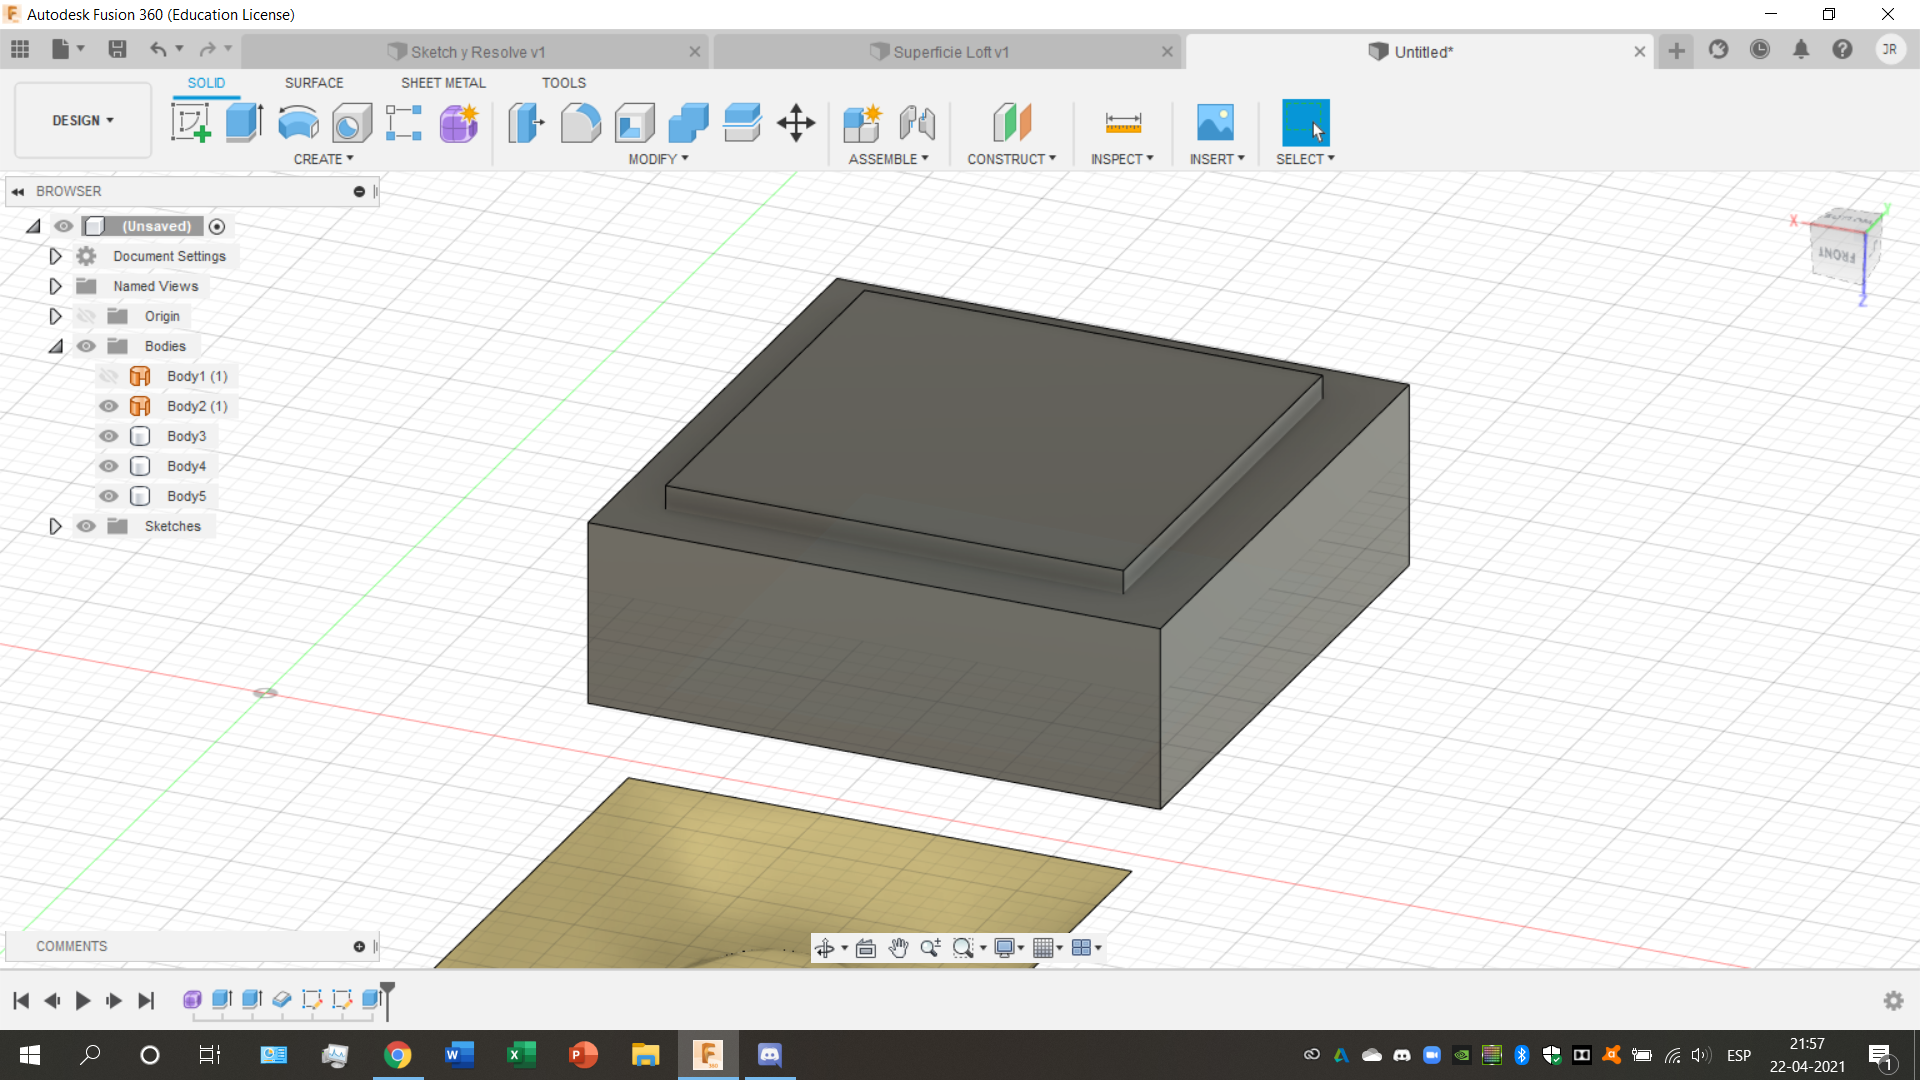 Autodesk Fusion 360 (Education License)
Sketch y Resolve v1
Superficie Loft v1
Untitled*
JR
SOLID SURFACE SHEET METAL TOOLS
DESIGN
CREATE MODIFY ASSEMBLE CONSTRUCT INSPECT INSERT SELECT
BROWSER
(Unsaved)
Document Settings
Named Views
Origin
Bodies
Body1 (1)
Body2 (1)
Body3
Body4
Body5
Sketches
X
Y
FRONT
Z
COMMENTS
ESP
21:57
22-04-2021
1